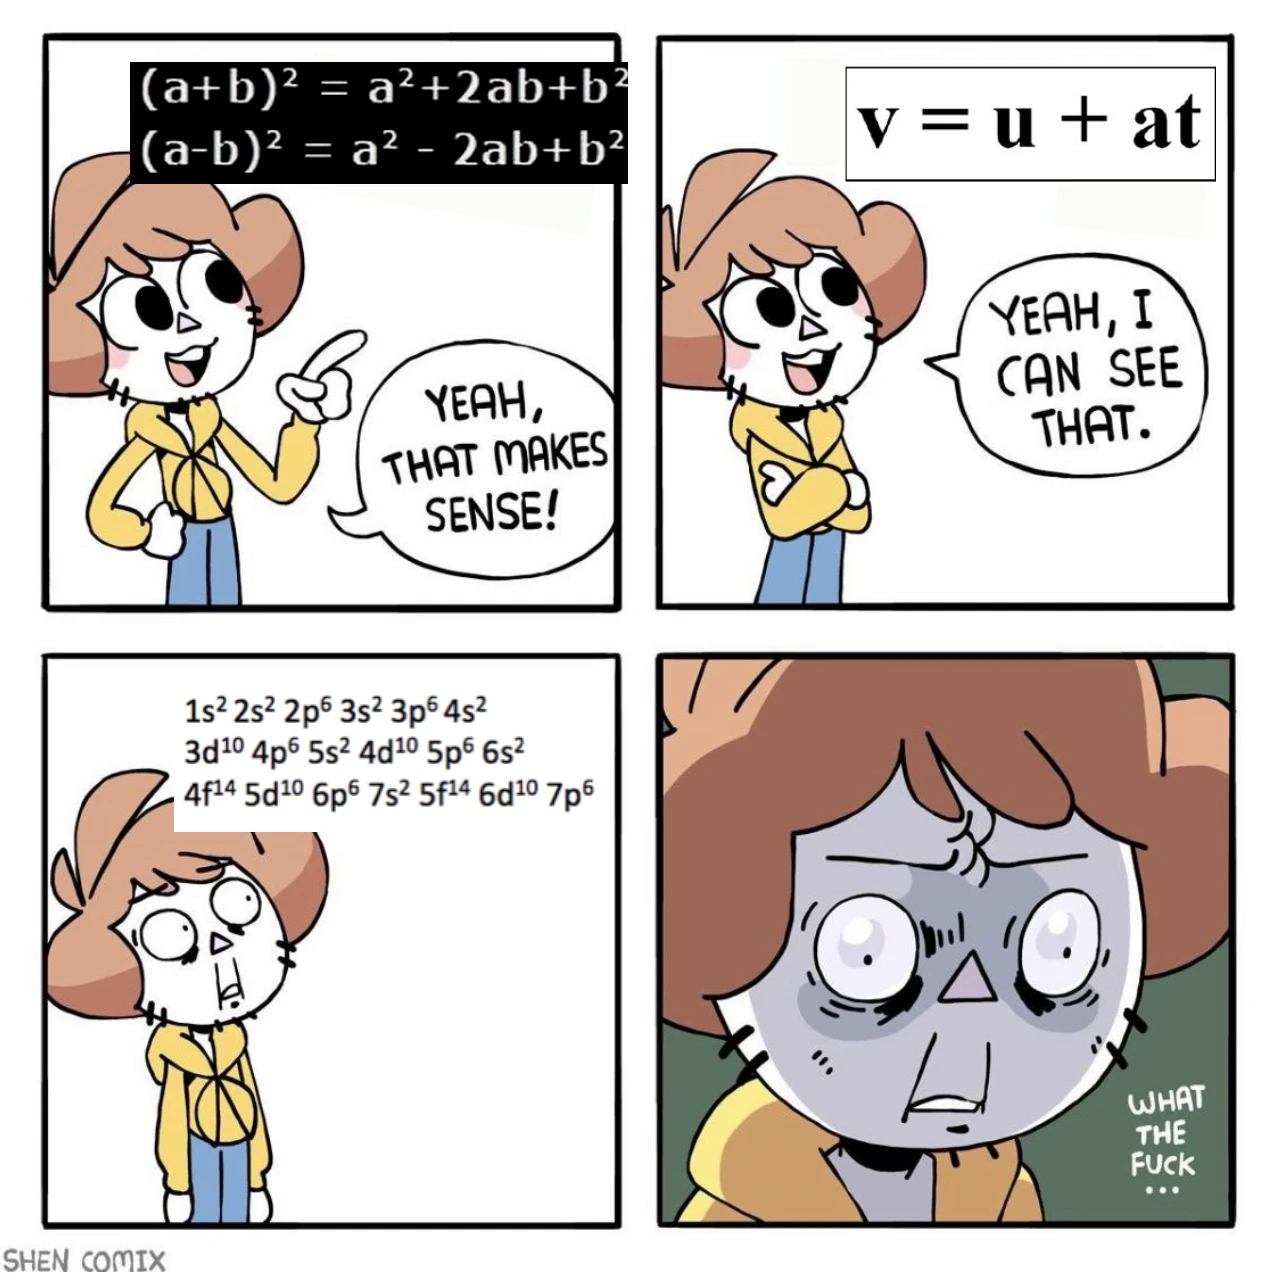 (a+b)² = a²+2ab+b²
(a-b)² = a² - 2ab+b²
YEAH,
THAT MAKES
SENSE!
v = u + at
YEAH, I
CAN SEE
THAT.
1s² 2s² 2p⁶ 3s² 3p⁶ 4s²
3d¹⁰ 4p⁶ 5s² 4d¹⁰ 5p⁶ 6s²
4f¹⁴ 5d¹⁰ 6p⁶ 7s² 5f¹⁴ 6d¹⁰ 7p⁶
WHAT
THE
FUCK
...
SHEN COMIX